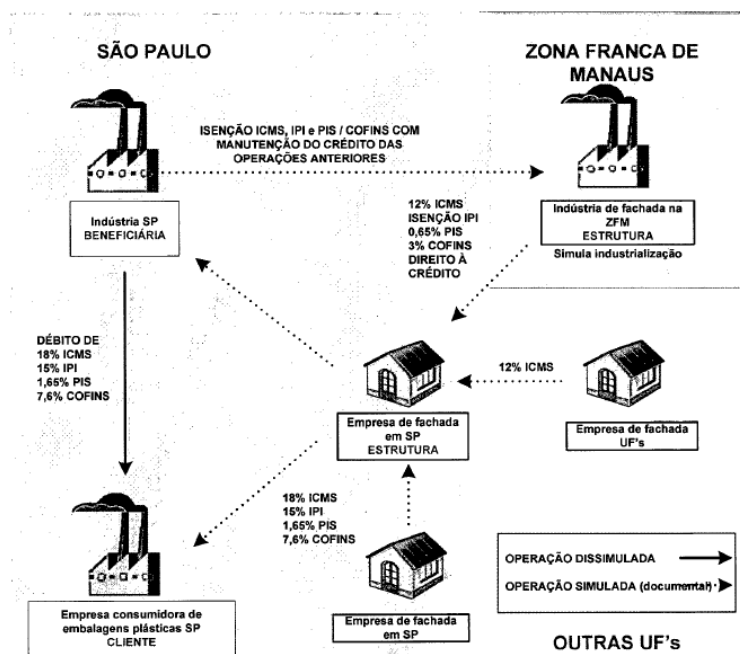 SÃO PAULO
ZONA FRANCA DE
MANAUS
ISENÇÃO ICMS, IPI e PIS / COFINS COM
MANUTENÇÃO DO CRÉDITO DAS
OPERAÇÕES ANTERIORES
Indústria SP
BENEFICIÁRIA
12% ICMS
ISENÇÃO IPI
0,65% PIS
3% COFINS
DIREITO À
CRÉDITO
Indústria de fachada na
ZFM
ESTRUTURA
Simula industrialização
DÉBITO DE
18% ICMS
15% IPI
1,65% PIS
7,6% COFINS
12% ICMS
Empresa de fachada
em SP
ESTRUTURA
Empresa de fachada
UF's
18% ICMS
15% IPI
1,65% PIS
7,6% COFINS
Empresa consumidora de
embalagens plásticas SP
CLIENTE
Empresa de fachada
em SP
OPERAÇÃO DISSIMULADA
OPERAÇÃO SIMULADA (documental)
OUTRAS UF's